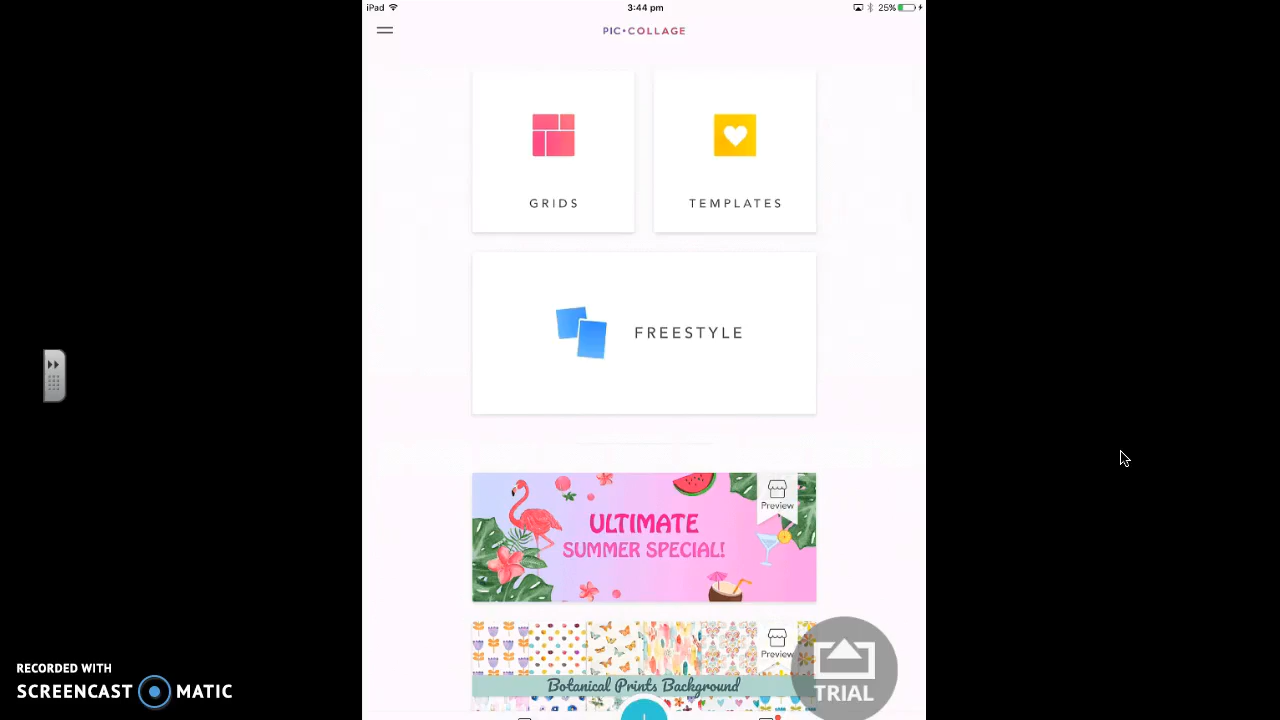 iPad 3:44 pm 25%
PIC•COLLAGE
GRIDS TEMPLATES
FREESTYLE
Preview
ULTIMATE
SUMMER SPECIAL!
Preview
Botanical Prints Background
TRIAL
RECORDED WITH
SCREENCAST MATIC